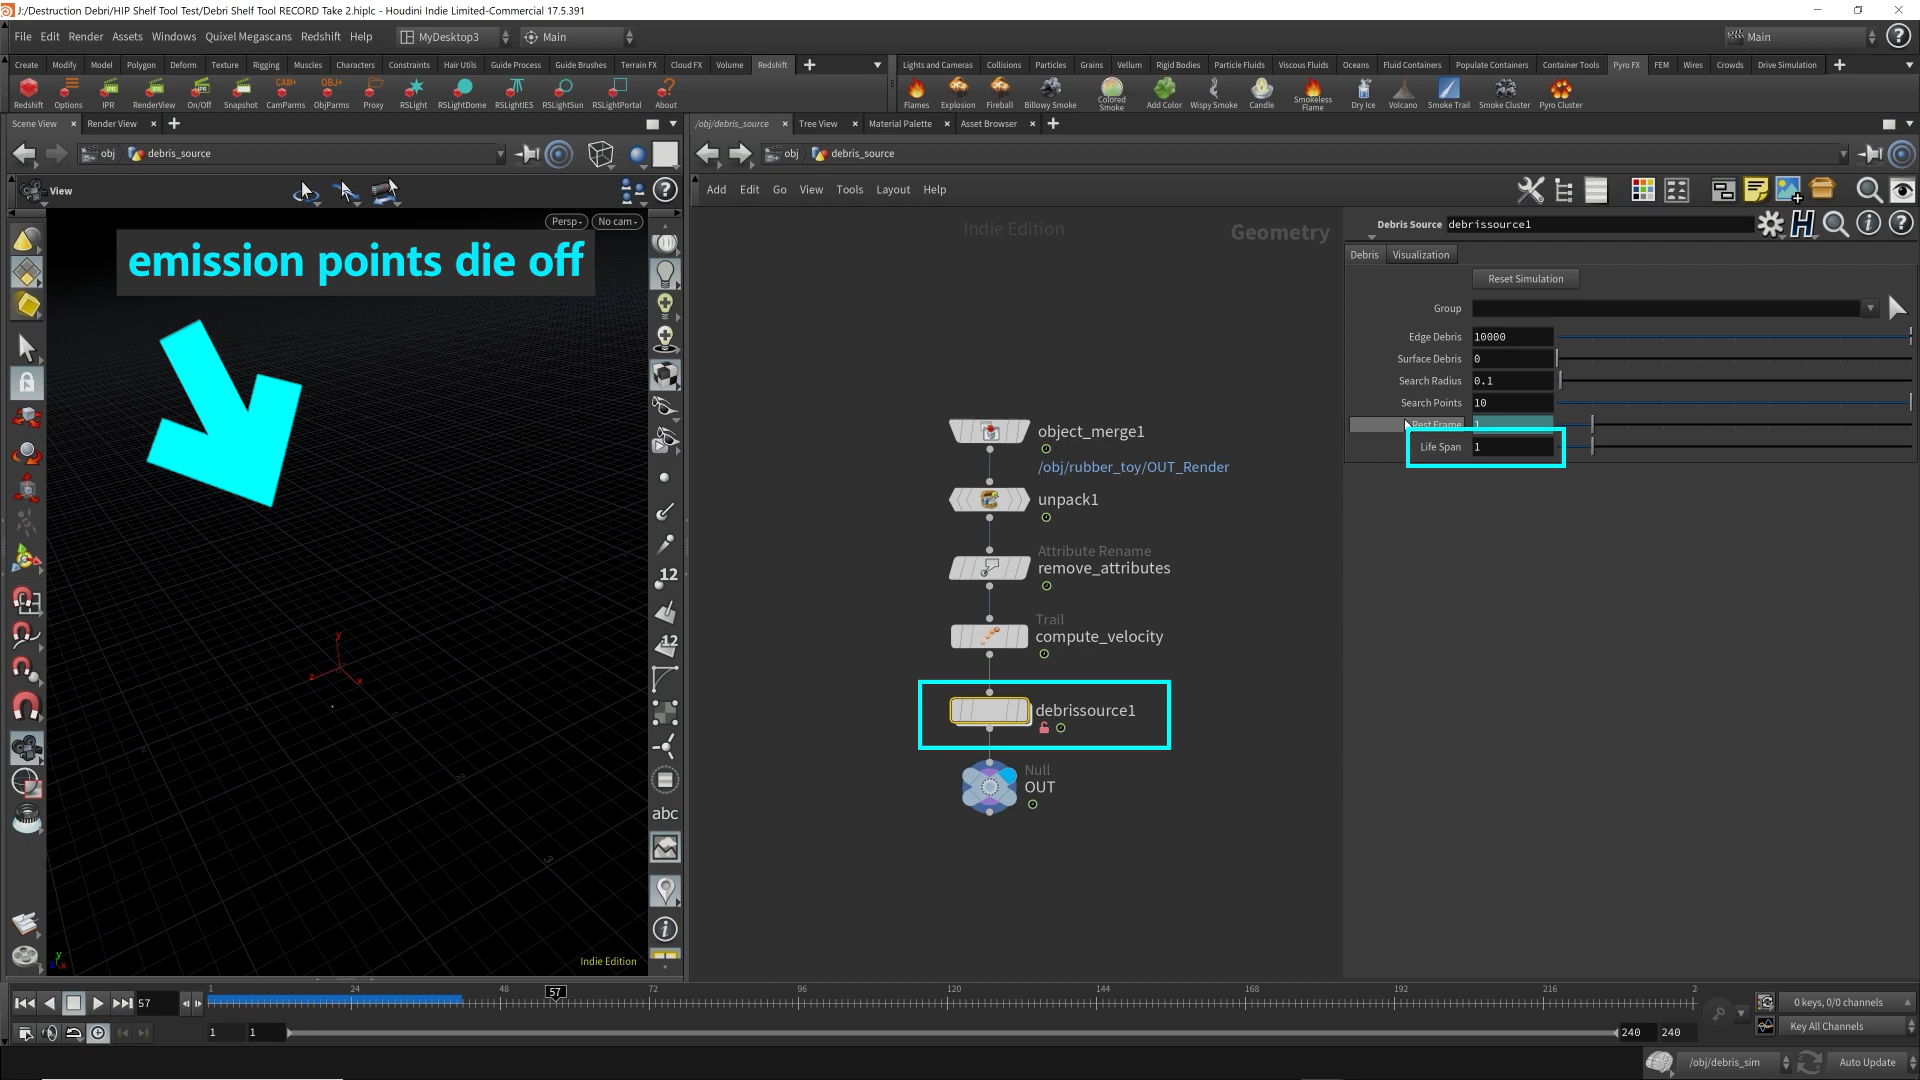 J:/Destruction Debri/HIP Shelf Tool Test/Debri Shelf Tool RECORD Take 2.hiplc - Houdini Indie Limited-Commercial 17.5.391
File Edit Render Assets Windows Quixel Megascans Redshift Help MyDesktop3 Main Main
Create Modify Model Polygon Deform Texture Rigging Muscles Characters Constraints Hair Utils Guide Process Guide Brushes Terrain FX Cloud FX Volume Redshift
Lights and Cameras Collisions Particles Grains Vellum Rigid Bodies Particle Fluids Viscous Fluids Oceans Fluid Containers Populate Containers Container Tools Pyro FX FEM Wires Crowds Drive Simulation
Redshift Options IPR RenderView On/Off Snapshot CamParms ObjParms Proxy RSLight RSLightDome RSLightIES RSLightSun RSLightPortal About
CAM+ OBJ+
Flames Explosion Fireball Billowy Smoke Colored Smoke Add Color Wispy Smoke Candle Smokeless Flame Dry Ice Volcano Smoke Trail Smoke Cluster Pyro Cluster
Scene View Render View
/obj/debris_source Tree View Material Palette Asset Browser
obj debris_source
obj debris_source
View
Add Edit Go View Tools Layout Help
Persp No cam
emission points die off
Indie Edition
Geometry
Debris Source debrissource1
Debris Visualization
Reset Simulation
Group
Edge Debris 10000
Surface Debris 0
Search Radius 0.1
Search Points 10
Rest Frame 1
Life Span 1
object_merge1
/obj/rubber_toy/OUT_Render
unpack1
Attribute Rename
remove_attributes
Trail
compute_velocity
debrissource1
Null
OUT
12
12
abc
y
z
x
Indie Edition
57
1 24 48 57 72 96 120 144 168 192 216 2
1 1 240 240
0 keys, 0/0 channels
Key All Channels
/obj/debris_sim Auto Update